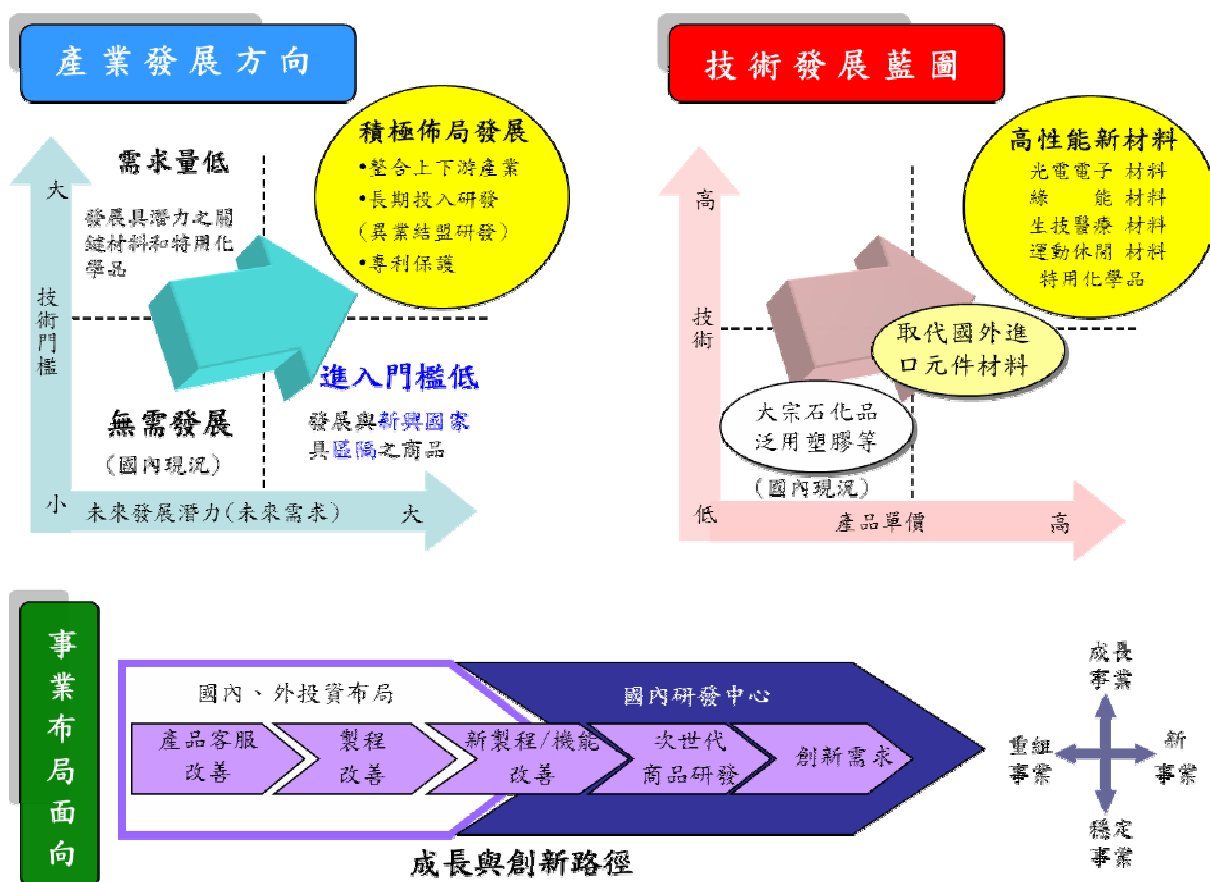 產業發展方向
大
技術門檻
小
需求量低
發展具潛力之關
鍵材料和特用化
學品
積極佈局發展
•整合上下游產業
•長期投入研發
(異業結盟研發)
•專利保護
無需發展
(國內現況)
進入門檻低
發展與新興國家
具區隔之商品
未來發展潛力(未來需求)
大
技術發展藍圖
高
技術
低
高性能新材料
光電電子 材料
綠 能 材料
生技醫療 材料
運動休閒 材料
特用化學品
取代國外進
口元件材料
大宗石化品
泛用塑膠等
(國內現況)
產品單價
高
事業布局面向
國內、外投資布局
國內研發中心
產品客服
改善
製程
改善
新製程/機能
改善
次世代
商品研發
創新需求
成長與創新路徑
成長
事業
重組
事業
新
事業
穩定
事業